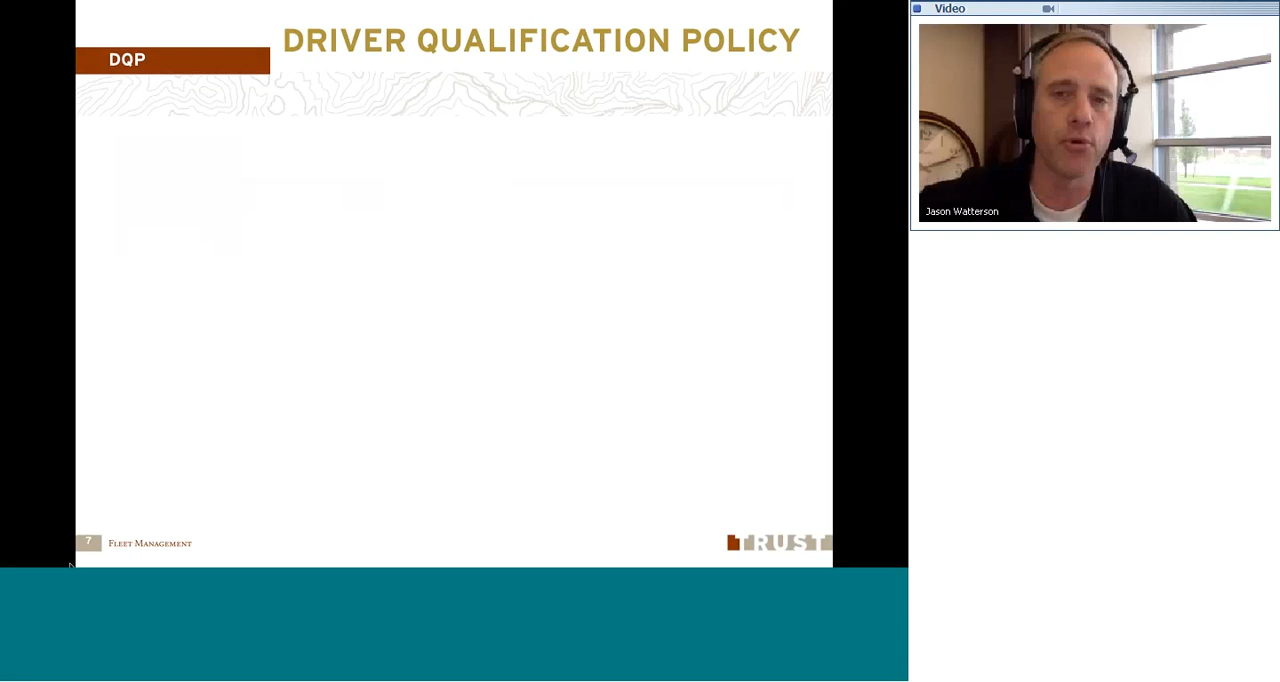 DRIVER QUALIFICATION POLICY
DQP
7 Fleet Management
TRUST
Video
Jason Watterson